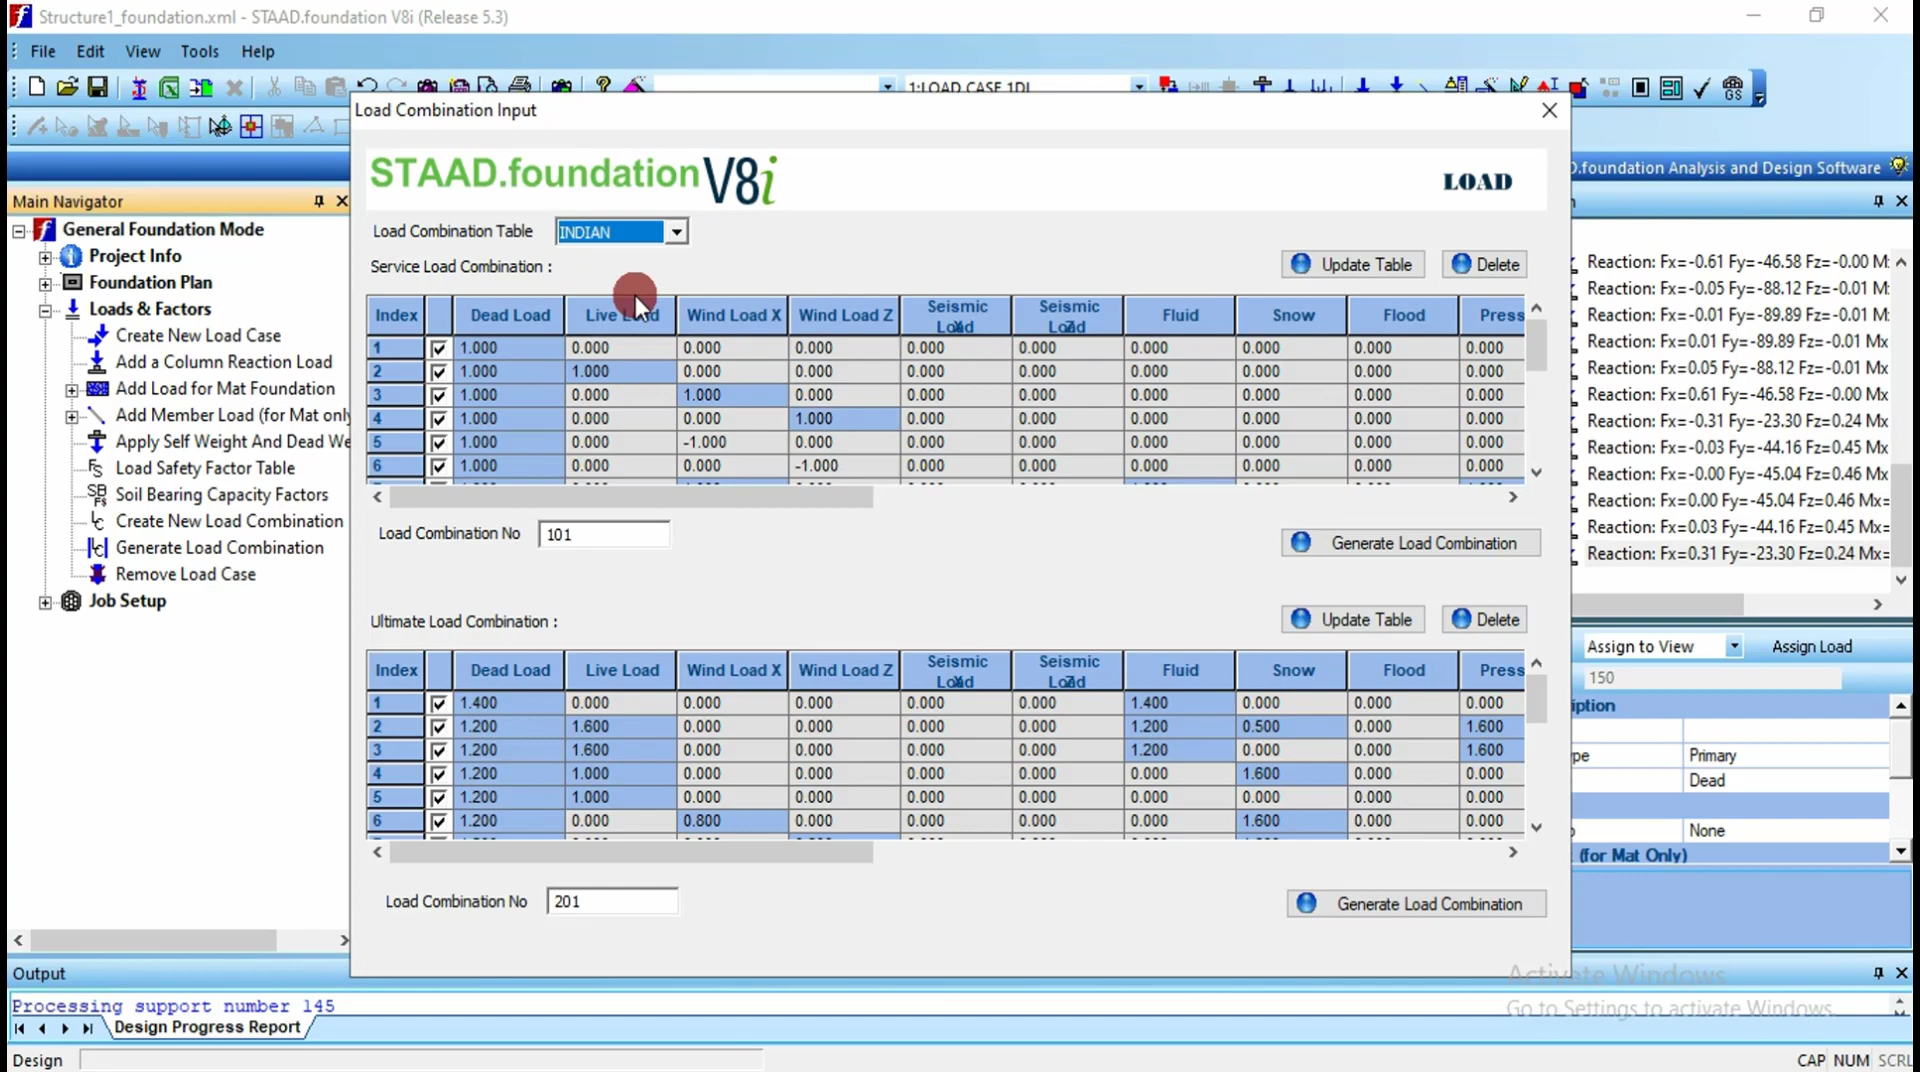 Structure1_foundation.xml - STAAD.foundation V8i (Release 5.3)
File Edit View Tools Help
1:LOAD CASE 1DL
Load Combination Input
STAAD.foundation V8i
LOAD
.foundation Analysis and Design Software
Main Navigator
General Foundation Mode
Project Info
Foundation Plan
Loads & Factors
Create New Load Case
Add a Column Reaction Load
Add Load for Mat Foundation
Add Member Load (for Mat only
Apply Self Weight And Dead We
Load Safety Factor Table
Soil Bearing Capacity Factors
Create New Load Combination
Generate Load Combination
Remove Load Case
Job Setup
Load Combination Table INDIAN
Service Load Combination :
Update Table Delete
Index Dead Load Live Load Wind Load X Wind Load Z Seismic Load X Seismic Load Z Fluid Snow Flood Press
1 1.000 0.000 0.000 0.000 0.000 0.000 0.000 0.000 0.000 0.000
2 1.000 1.000 0.000 0.000 0.000 0.000 0.000 0.000 0.000 0.000
3 1.000 0.000 1.000 0.000 0.000 0.000 0.000 0.000 0.000 0.000
4 1.000 0.000 0.000 1.000 0.000 0.000 0.000 0.000 0.000 0.000
5 1.000 0.000 -1.000 0.000 0.000 0.000 0.000 0.000 0.000 0.000
6 1.000 0.000 0.000 -1.000 0.000 0.000 0.000 0.000 0.000 0.000
Load Combination No 101
Generate Load Combination
Ultimate Load Combination :
Update Table Delete
Index Dead Load Live Load Wind Load X Wind Load Z Seismic Load X Seismic Load Z Fluid Snow Flood Press
1 1.400 0.000 0.000 0.000 0.000 0.000 1.400 0.000 0.000 0.000
2 1.200 1.600 0.000 0.000 0.000 0.000 1.200 0.500 0.000 1.600
3 1.200 1.600 0.000 0.000 0.000 0.000 1.200 0.000 0.000 1.600
4 1.200 1.000 0.000 0.000 0.000 0.000 0.000 1.600 0.000 0.000
5 1.200 1.000 0.000 0.000 0.000 0.000 0.000 0.000 0.000 0.000
6 1.200 0.000 0.800 0.000 0.000 0.000 0.000 1.600 0.000 0.000
Load Combination No 201
Generate Load Combination
Reaction: Fx=-0.61 Fy=-46.58 Fz=-0.00 M
Reaction: Fx=-0.05 Fy=-88.12 Fz=-0.01 M
Reaction: Fx=-0.01 Fy=-89.89 Fz=-0.01 M
Reaction: Fx=0.01 Fy=-89.89 Fz=-0.01 Mx
Reaction: Fx=0.05 Fy=-88.12 Fz=-0.01 Mx
Reaction: Fx=0.61 Fy=-46.58 Fz=-0.00 Mx
Reaction: Fx=-0.31 Fy=-23.30 Fz=0.24 Mx
Reaction: Fx=-0.03 Fy=-44.16 Fz=0.45 Mx
Reaction: Fx=-0.00 Fy=-45.04 Fz=0.46 Mx
Reaction: Fx=0.00 Fy=-45.04 Fz=0.46 Mx=
Reaction: Fx=0.03 Fy=-44.16 Fz=0.45 Mx=
Reaction: Fx=0.31 Fy=-23.30 Fz=0.24 Mx=
Assign to View Assign Load
150
iption
pe Primary
Dead
None
(for Mat Only)
Activate Windows
Go to Settings to activate Windows.
Output
Processing support number 145
Design Progress Report
Design
CAP NUM SCRL